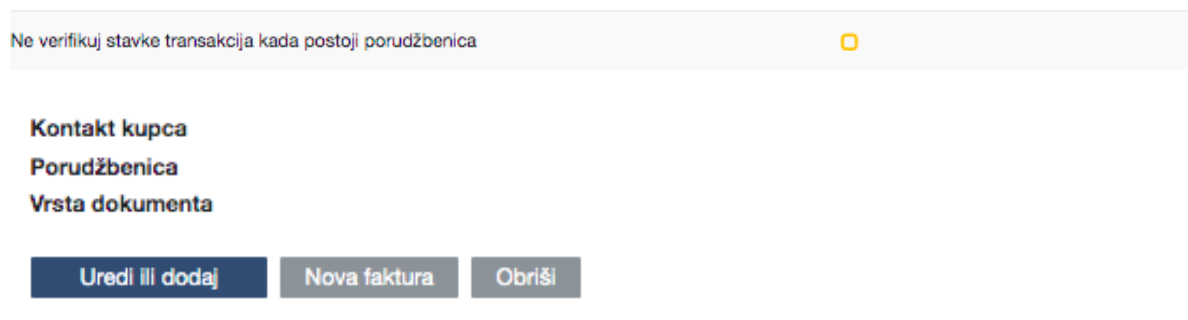 Ne verifikuj stavke transakcija kada postoji porudžbenica
Kontakt kupca
Porudžbenica
Vrsta dokumenta
Uredi ili dodaj Nova faktura Obriši